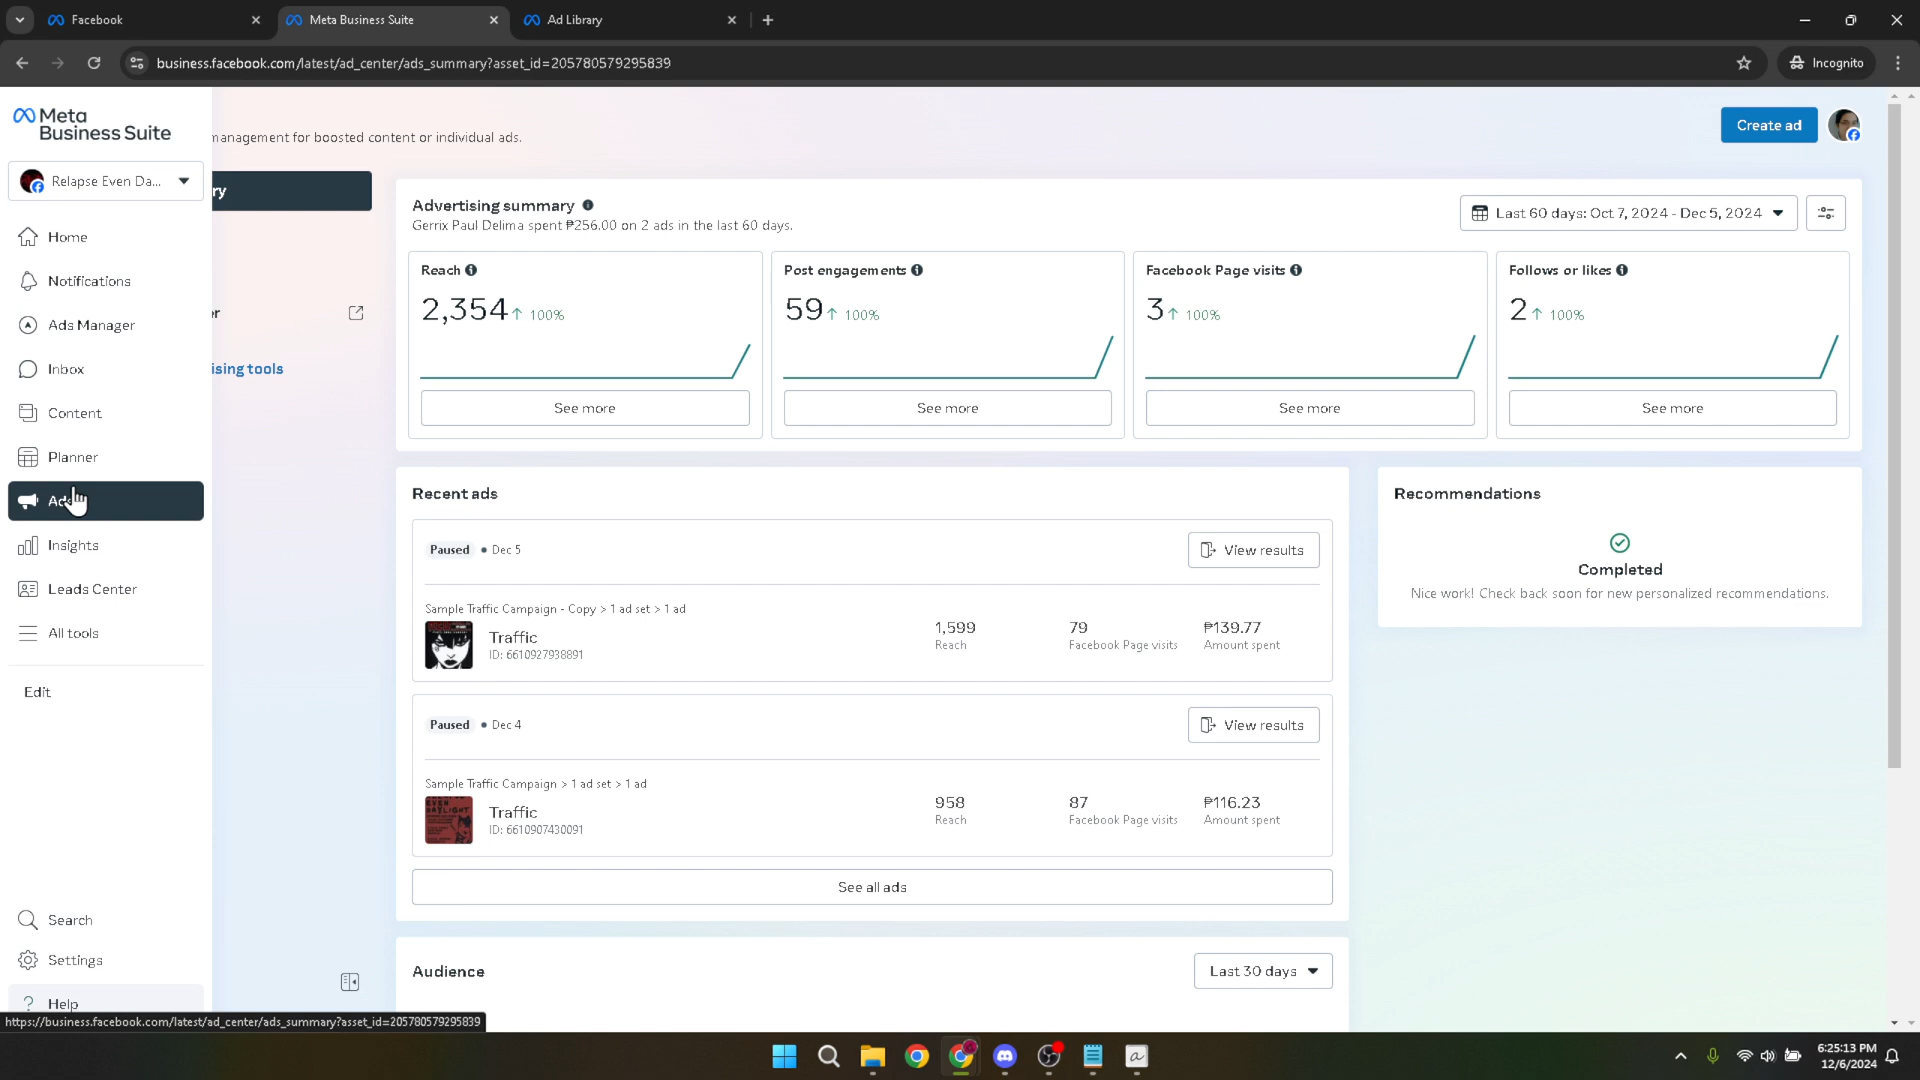 Facebook
Meta Business Suite
Ad Library
business.facebook.com/latest/ad_center/ads_summary?asset_id=205780579295839
Incognito
Meta
Business Suite
management for boosted content or individual ads.
Create ad
Relapse Even Da...
ry
Home
Notifications
Ads Manager
Inbox
Content
Planner
Ads
Insights
Leads Center
All tools
Edit
Search
Settings
Help
er
ising tools
Advertising summary
Gerrix Paul Delima spent ₱256.00 on 2 ads in the last 60 days.
Last 60 days: Oct 7, 2024 - Dec 5, 2024
Reach
2,354 ↑ 100%
See more
Post engagements
59 ↑ 100%
See more
Facebook Page visits
3 ↑ 100%
See more
Follows or likes
2 ↑ 100%
See more
Recent ads
Paused • Dec 5
View results
Sample Traffic Campaign - Copy > 1 ad set > 1 ad
Traffic
ID: 6610927938891
1,599
Reach
79
Facebook Page visits
₱139.77
Amount spent
Paused • Dec 4
View results
Sample Traffic Campaign > 1 ad set > 1 ad
EVEN
DAYLIGHT
Traffic
ID: 6610907430091
958
Reach
87
Facebook Page visits
₱116.23
Amount spent
See all ads
Recommendations
Completed
Nice work! Check back soon for new personalized recommendations.
Audience
Last 30 days
https://business.facebook.com/latest/ad_center/ads_summary?asset_id=205780579295839
6:25:13 PM
12/6/2024